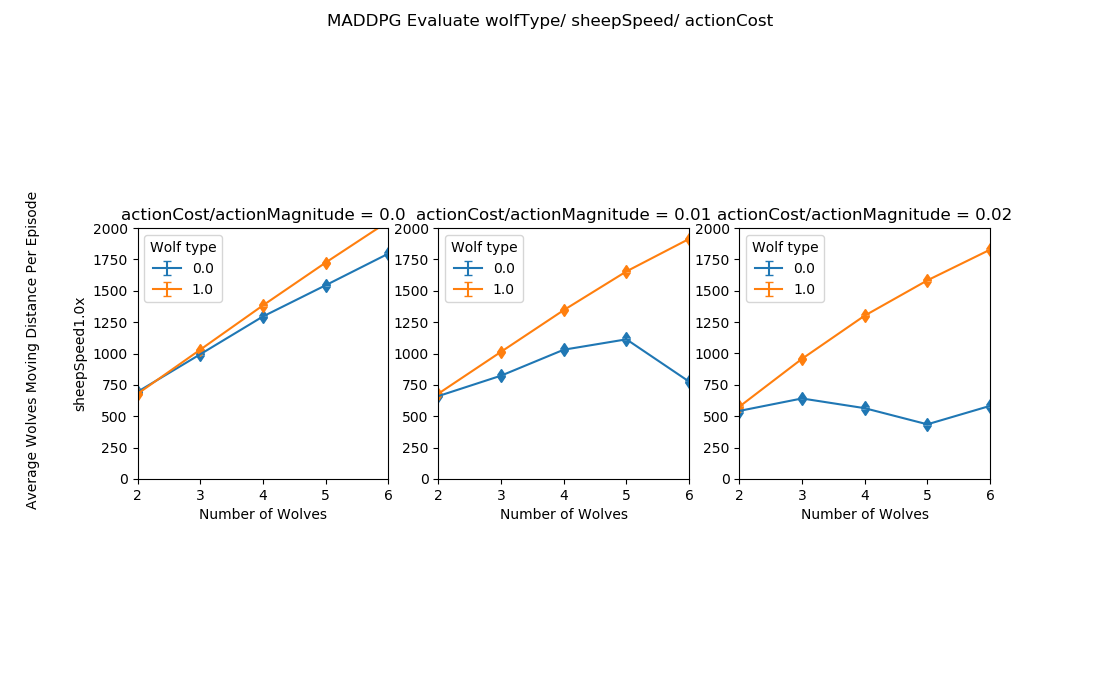 MADDPG Evaluate wolfType/ sheepSpeed/ actionCost
Average Wolves Moving Distance Per Episode
sheepSpeed1.0x
actionCost/actionMagnitude = 0.0
2000
1750
1500
1250
1000
750
500
250
0
Wolf type
0.0
1.0
2 3 4 5 6
Number of Wolves
actionCost/actionMagnitude = 0.01
2000
1750
1500
1250
1000
750
500
250
0
Wolf type
0.0
1.0
2 3 4 5 6
Number of Wolves
actionCost/actionMagnitude = 0.02
2000
1750
1500
1250
1000
750
500
250
0
Wolf type
0.0
1.0
2 3 4 5 6
Number of Wolves